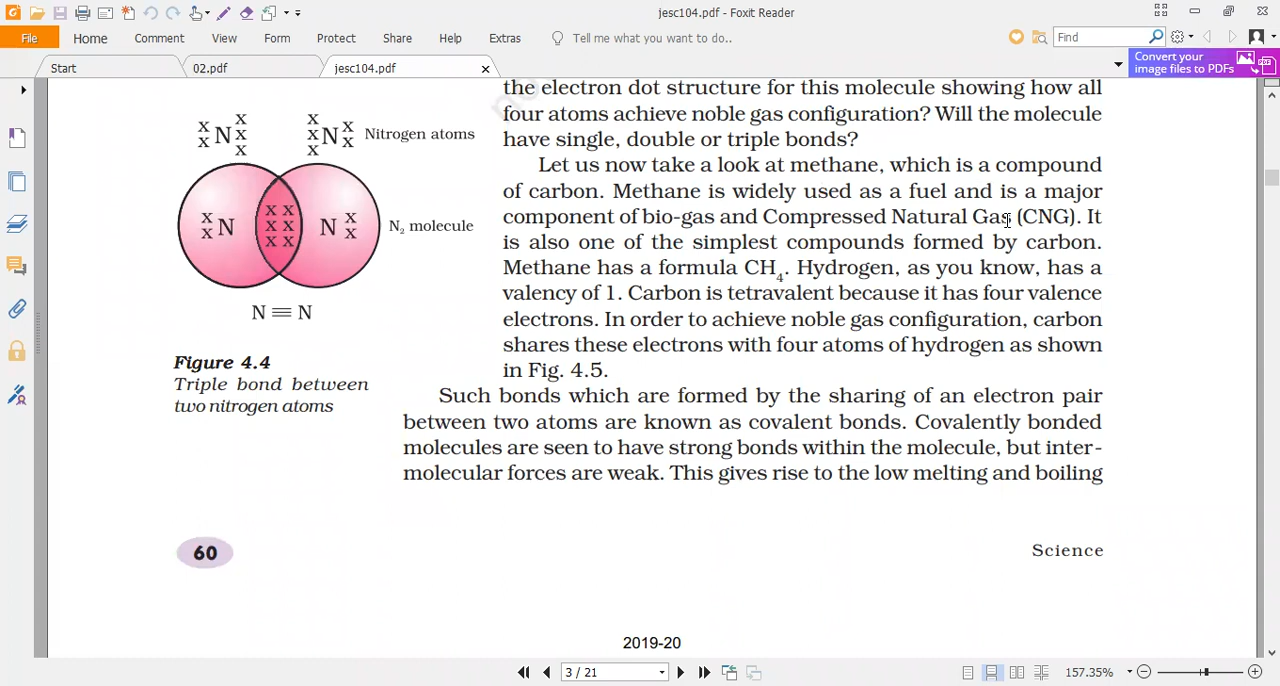 jesc104.pdf - Foxit Reader
File Home Comment View Form Protect Share Help Extras Tell me what you want to do.. Find
Start 02.pdf jesc104.pdf
Convert your
image files to PDFs
the electron dot structure for this molecule showing how all
four atoms achieve noble gas configuration? Will the molecule
have single, double or triple bonds?
Let us now take a look at methane, which is a compound
of carbon. Methane is widely used as a fuel and is a major
component of bio-gas and Compressed Natural Gas (CNG). It
is also one of the simplest compounds formed by carbon.
Methane has a formula CH4. Hydrogen, as you know, has a
valency of 1. Carbon is tetravalent because it has four valence
electrons. In order to achieve noble gas configuration, carbon
shares these electrons with four atoms of hydrogen as shown
in Fig. 4.5.
x x N x x x   x x x N x x Nitrogen atoms
x x N x x x x x x N x x N2 molecule
N ≡ N
Figure 4.4
Triple bond between
two nitrogen atoms
Such bonds which are formed by the sharing of an electron pair
between two atoms are known as covalent bonds. Covalently bonded
molecules are seen to have strong bonds within the molecule, but inter-
molecular forces are weak. This gives rise to the low melting and boiling
60
Science
2019-20
3 / 21
157.35%